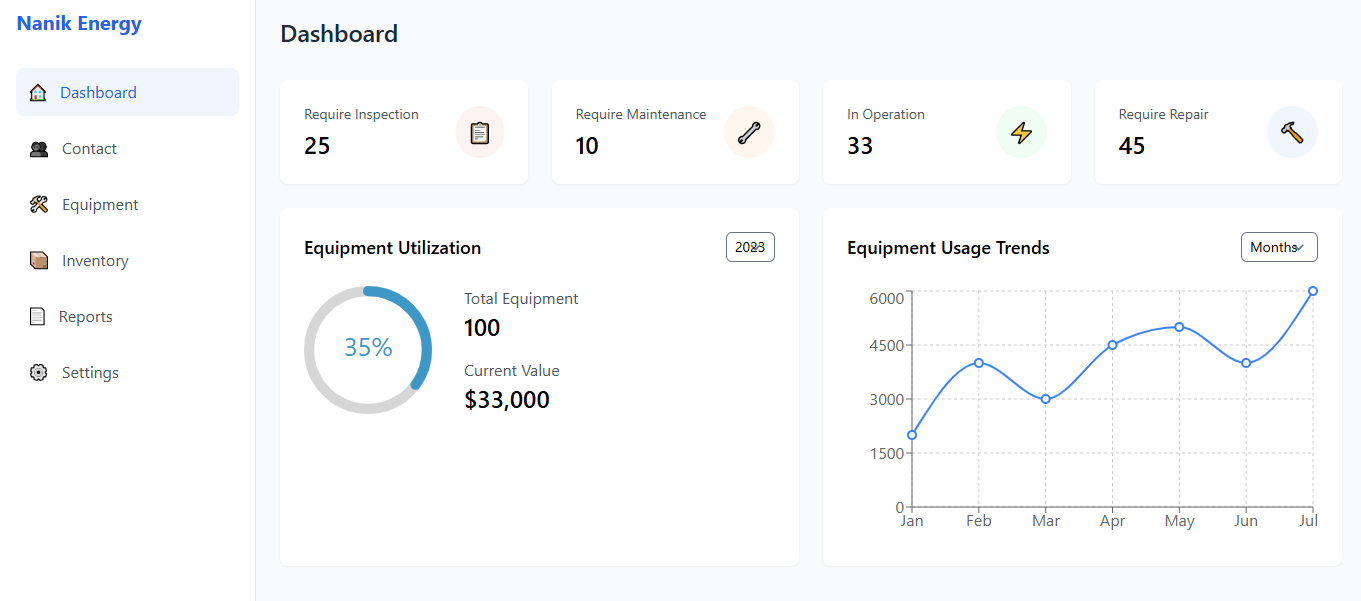 Nanik Energy
Dashboard
Contact
Equipment
Inventory
Reports
Settings
Dashboard
Require Inspection
25
Require Maintenance
10
In Operation
33
Require Repair
45
Equipment Utilization
2023
35%
Total Equipment
100
Current Value
$33,000
Equipment Usage Trends
Months
6000
4500
3000
1500
0
Jan Feb Mar Apr May Jun Jul